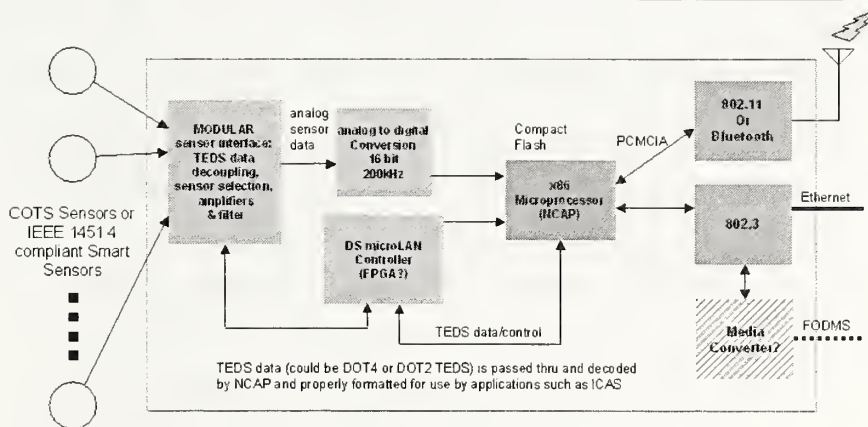 COTS Sensors or
IEEE 1451.4
compliant Smart
Sensors
MODULAR
sensor interface:
TEDS data
decoupling,
sensor selection,
amplifiers
& filter
analog
sensor
data
analog to digital
Conversion
16 bit
200kHz
DS microLAN
Controller
(FPGA?)
TEDS data/control
Compact
Flash
x86
Microprocessor
(NCAP)
PCMCIA
802.11
Or
Bluetooth
802.3
Ethernet
Media
Converter?
FODMS
TEDS data (could be DOT4 or DOT2 TEDS) is passed thru and decoded
by NCAP and properly formatted for use by applications such as ICAS